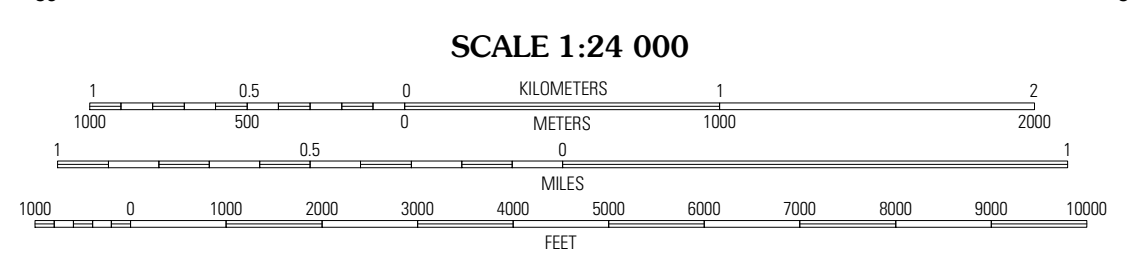 SCALE 1:24 000
1 0.5 0 KILOMETERS 1 2
1000 500 0 METERS 1000 2000
1 0.5 0 1
MILES
1000 0 1000 2000 3000 4000 5000 6000 7000 8000 9000 10000
FEET